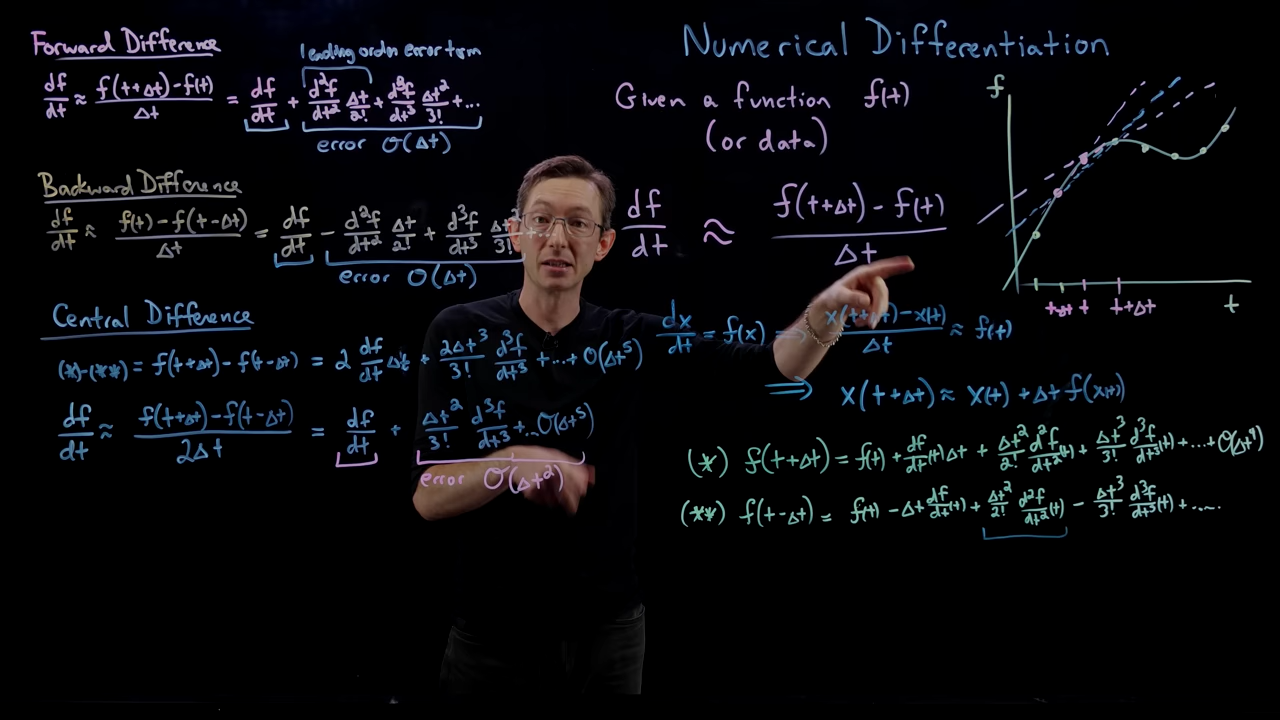 Forward Difference
leading order error term
df/dt ≈ (f(t+Δt) - f(t))/Δt = df/dt + d²f/dt² Δt/2! + d³f/dt³ Δt²/3! + ...
error O(Δt)
Backward Difference
df/dt ≈ (f(t) - f(t-Δt))/Δt = df/dt - d²f/dt² Δt/2! + d³f/dt³ Δt²/3! + ...
error O(Δt)
Central Difference
(*)-(**) = f(t+Δt) - f(t-Δt) = 2 df/dt Δt + 2Δt³/3! d³f/dt³ + ... + O(Δt⁵)
df/dt ≈ (f(t+Δt) - f(t-Δt))/2Δt = df/dt + Δt²/3! d³f/dt³ + ... O(Δt⁵)
error O(Δt²)
Numerical Differentiation
Given a function f(t)
(or data)
df/dt ≈ (f(t+Δt) - f(t))/Δt
dx/dt = f(x) ⇒ (x(t+Δt) - x(t))/Δt ≈ f(t)
⇒ x(t+Δt) ≈ x(t) + Δt f(x(t))
(*) f(t+Δt) = f(t) + df/dt(t) Δt + Δt²/2! d²f/dt²(t) + Δt³/3! d³f/dt³(t) + ... + O(Δt⁴)
(**) f(t-Δt) = f(t) - Δt df/dt(t) + Δt²/2! d²f/dt²(t) - Δt³/3! d³f/dt³(t) + ....
f
t-Δt t t+Δt t